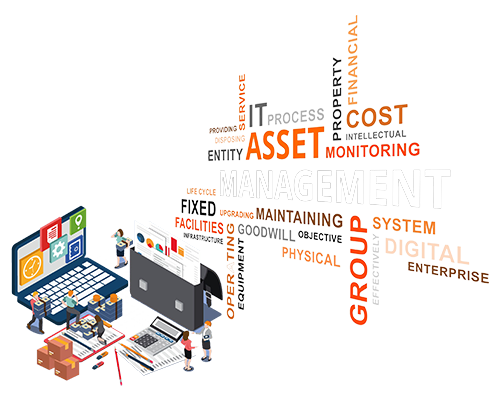 FINANCIAL
SERVICE
PROPERTY
IT
PROCESS
COST
PROVIDING
DISPOSING
INTELLECTUAL
ENTITY
ASSET
MONITORING
MANAGEMENT
LIFE CYCLE
FIXED
UPGRADING
MAINTAINING
FACILITIES
INFRASTRUCTURE
OPERATING
EQUIPMENT
GOODWILL
OBJECTIVE
PHYSICAL
GROUP
EFFECTIVELY
SYSTEM
DIGITAL
ENTERPRISE